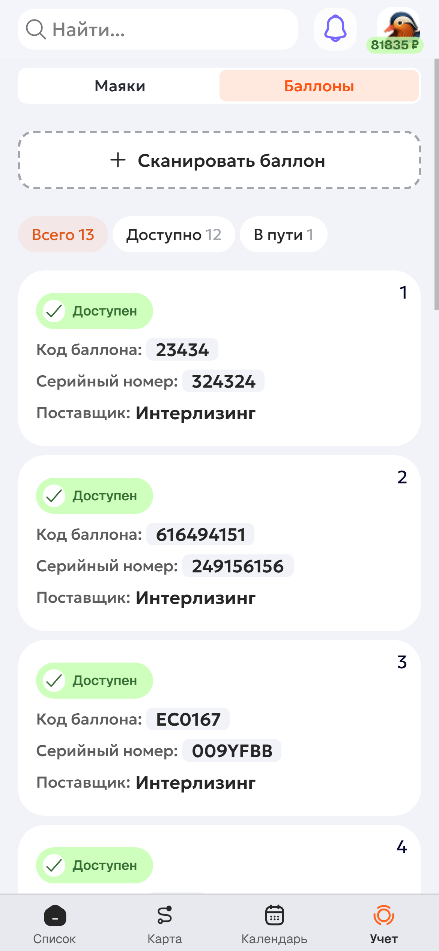 Найти...
81835 ₽
Маяки Баллоны
+ Сканировать баллон
Всего 13 Доступно 12 В пути 1
1
Доступен
Код баллона: 23434
Серийный номер: 324324
Поставщик: Интерлизинг
2
Доступен
Код баллона: 616494151
Серийный номер: 249156156
Поставщик: Интерлизинг
3
Доступен
Код баллона: EC0167
Серийный номер: 009YFBB
Поставщик: Интерлизинг
4
Доступен
Список Карта Календарь Учет